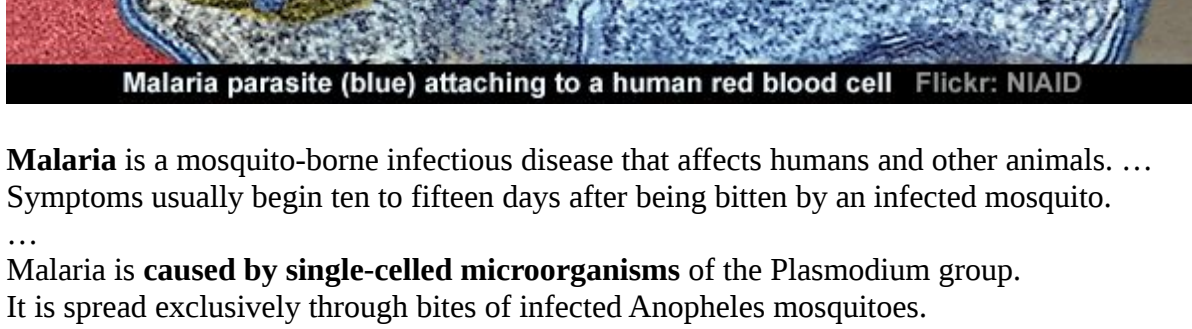 Malaria parasite (blue) attaching to a human red blood cell Flickr: NIAID
Malaria is a mosquito-borne infectious disease that affects humans and other animals. …
Symptoms usually begin ten to fifteen days after being bitten by an infected mosquito.
…
Malaria is caused by single-celled microorganisms of the Plasmodium group.
It is spread exclusively through bites of infected Anopheles mosquitoes.